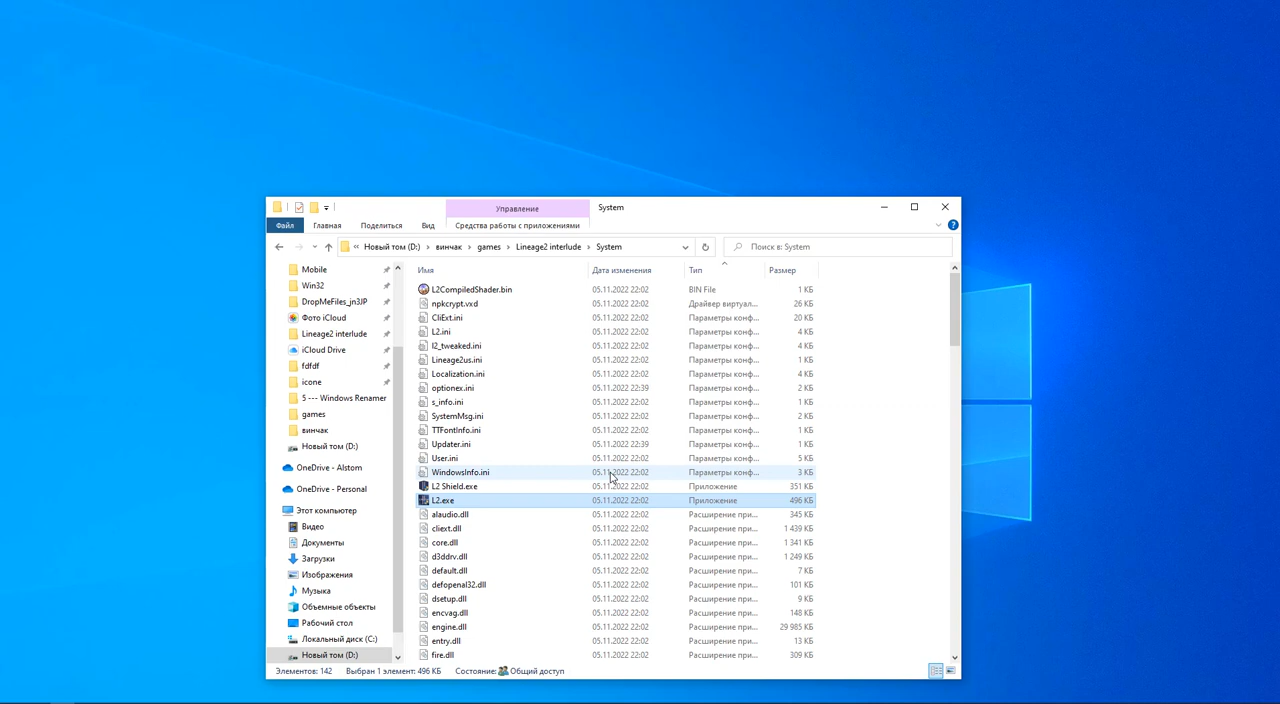 Управление
System
Файл
Главная
Поделиться
Вид
Средства работы с приложениями
« Новый том (D:) › винчак › games › Lineage2 interlude › System
Поиск в: System
Mobile
Win32
DropMeFiles_jn3JP
Фото iCloud
Lineage2 interlude
iCloud Drive
fdfdf
icone
5 --- Windows Renamer
games
винчак
Новый том (D:)
OneDrive - Alstom
OneDrive - Personal
Этот компьютер
Видео
Документы
Загрузки
Изображения
Музыка
Объемные объекты
Рабочий стол
Локальный диск (C:)
Новый том (D:)
Имя Дата изменения Тип Размер
L2CompiledShader.bin 05.11.2022 22:02 BIN File 1 КБ
npkcrypt.vxd 05.11.2022 22:02 Драйвер виртуал... 26 КБ
CliExt.ini 05.11.2022 22:02 Параметры конф... 20 КБ
L2.ini 05.11.2022 22:02 Параметры конф... 4 КБ
l2_tweaked.ini 05.11.2022 22:02 Параметры конф... 4 КБ
Lineage2us.ini 05.11.2022 22:02 Параметры конф... 1 КБ
Localization.ini 05.11.2022 22:02 Параметры конф... 4 КБ
optionex.ini 05.11.2022 22:39 Параметры конф... 2 КБ
s_info.ini 05.11.2022 22:02 Параметры конф... 1 КБ
SystemMsg.ini 05.11.2022 22:02 Параметры конф... 2 КБ
TTFontInfo.ini 05.11.2022 22:02 Параметры конф... 1 КБ
Updater.ini 05.11.2022 22:39 Параметры конф... 1 КБ
User.ini 05.11.2022 22:02 Параметры конф... 5 КБ
WindowsInfo.ini 05.11.2022 22:02 Параметры конф... 3 КБ
L2 Shield.exe 05.11.2022 22:02 Приложение 351 КБ
L2.exe 05.11.2022 22:02 Приложение 496 КБ
alaudio.dll 05.11.2022 22:02 Расширение при... 345 КБ
cliext.dll 05.11.2022 22:02 Расширение при... 1 439 КБ
core.dll 05.11.2022 22:02 Расширение при... 1 341 КБ
d3ddrv.dll 05.11.2022 22:02 Расширение при... 1 249 КБ
default.dll 05.11.2022 22:02 Расширение при... 7 КБ
defopenal32.dll 05.11.2022 22:02 Расширение при... 101 КБ
dsetup.dll 05.11.2022 22:02 Расширение при... 9 КБ
encvag.dll 05.11.2022 22:02 Расширение при... 148 КБ
engine.dll 05.11.2022 22:02 Расширение при... 29 985 КБ
entry.dll 05.11.2022 22:02 Расширение при... 13 КБ
fire.dll 05.11.2022 22:02 Расширение при... 309 КБ
Элементов: 142 Выбран 1 элемент: 496 КБ Состояние: Общий доступ